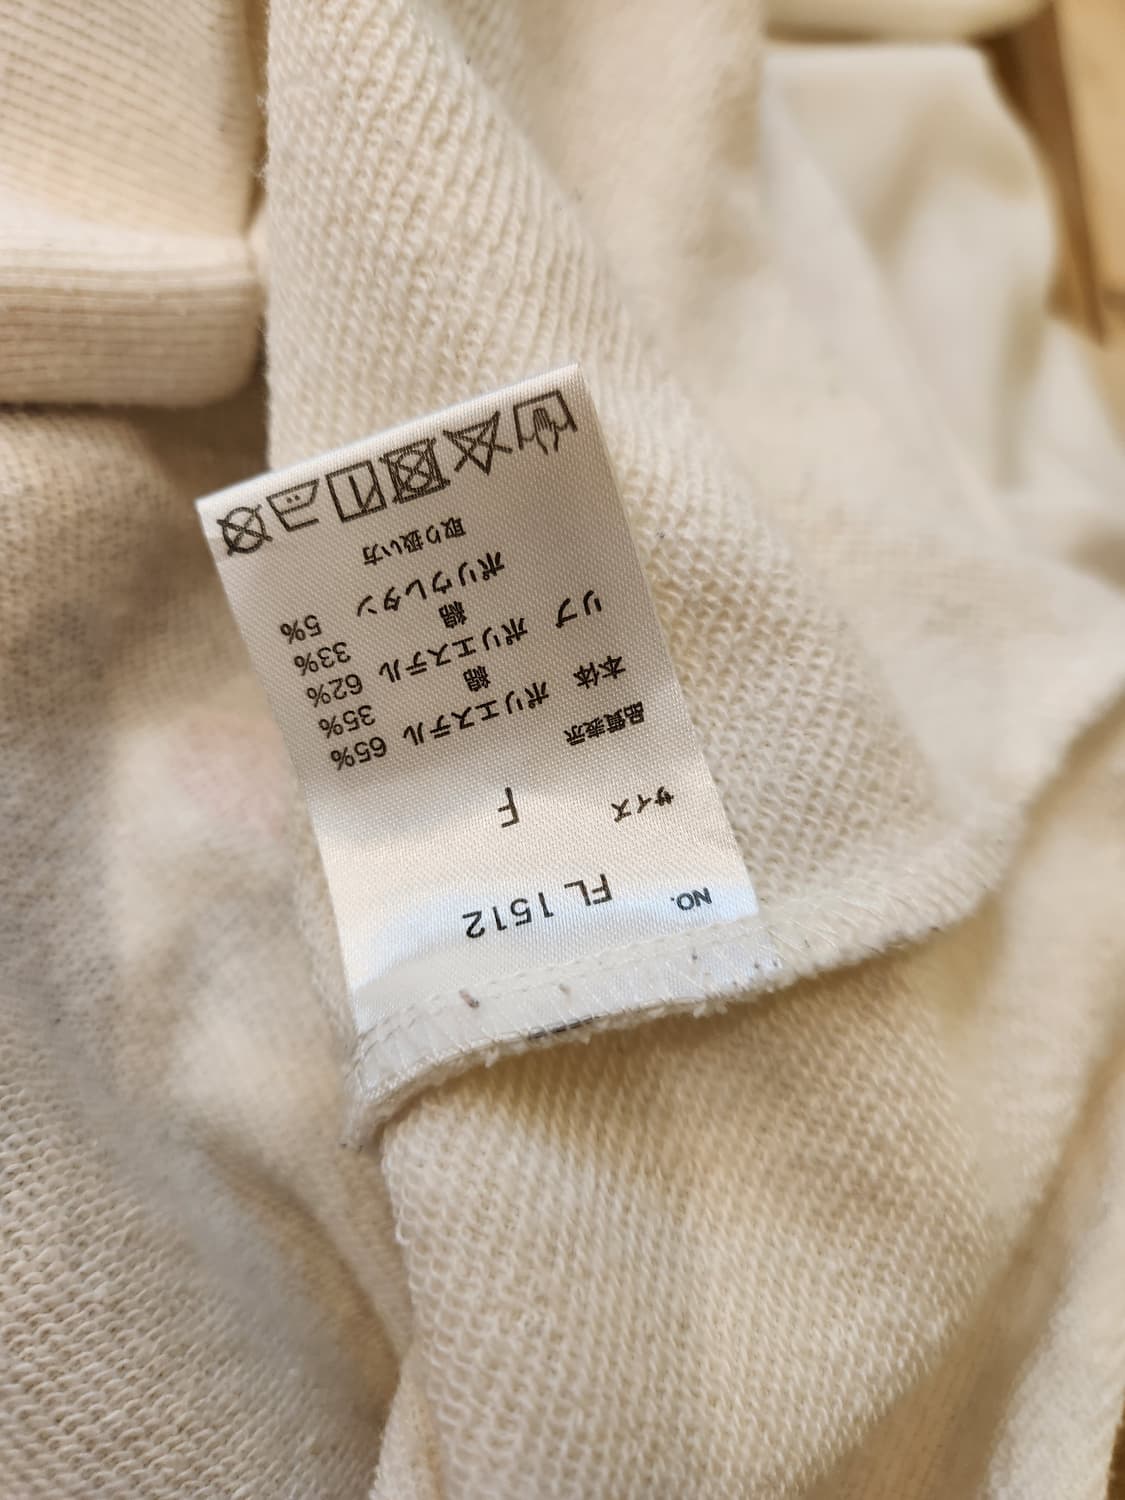 NO. FL 1512
サイズ F
品質表示
本体 ポリエステル 65%
綿 35%
リブ ポリエステル 62%
綿 33%
ポリウレタン 5%
取り扱い方